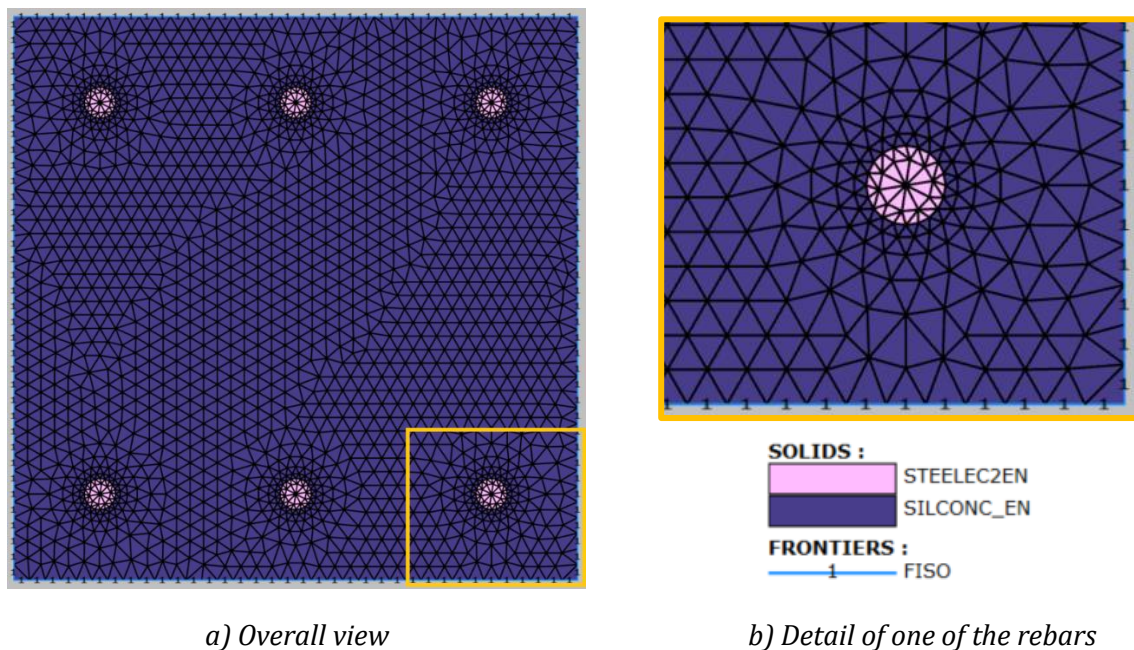 SOLIDS :
STEELEC2EN
SILCONC_EN
FRONTIERS :
1 FISO
a) Overall view
b) Detail of one of the rebars